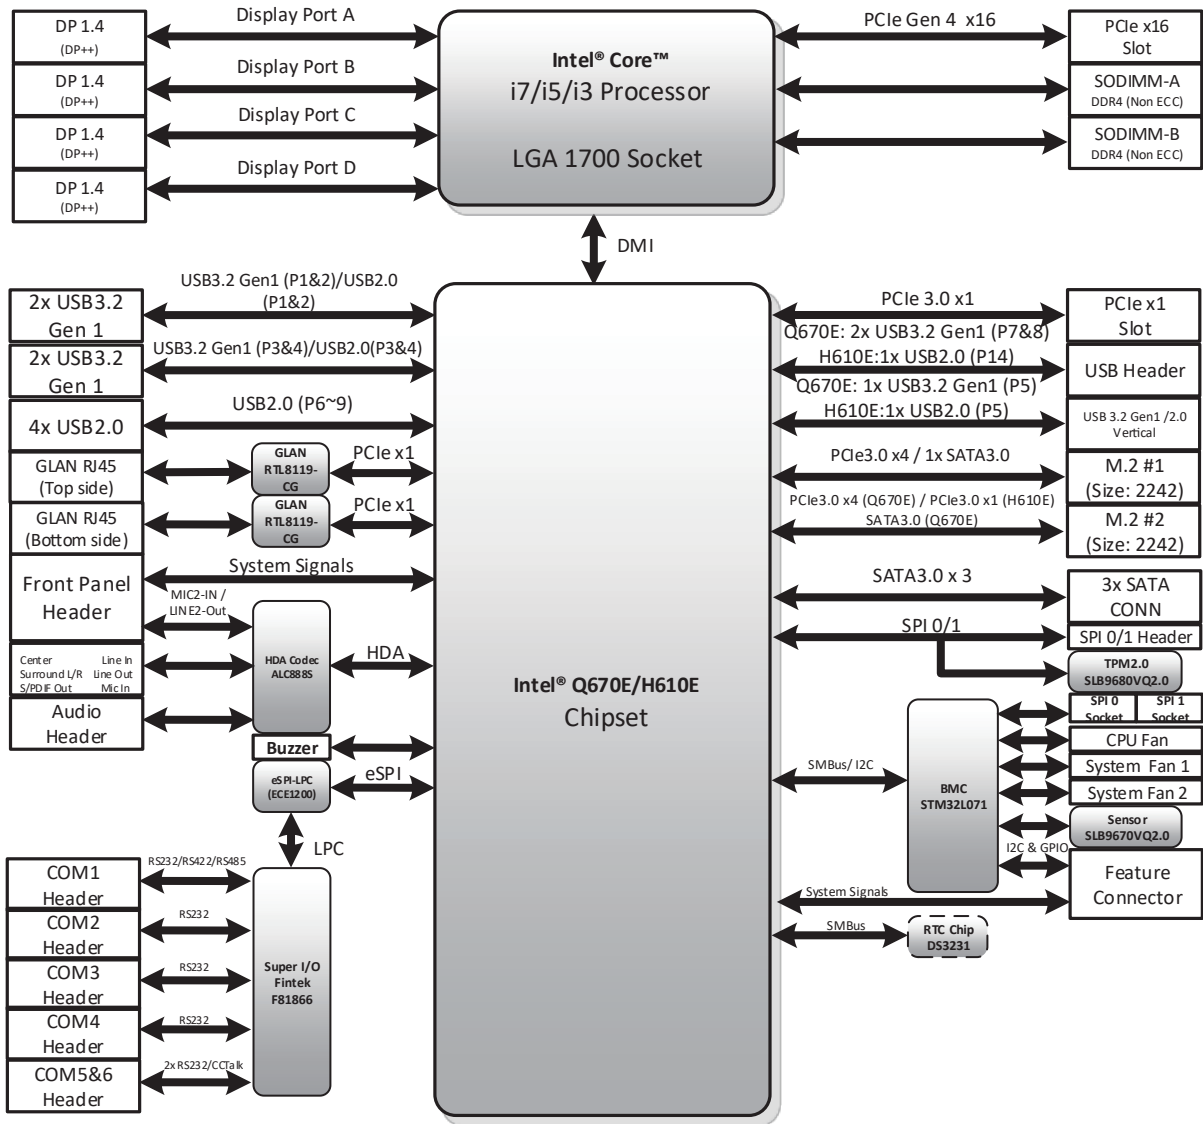 DP 1.4
(DP++)
Display Port A
DP 1.4
(DP++)
Display Port B
DP 1.4
(DP++)
Display Port C
DP 1.4
(DP++)
Display Port D
Intel® Core™
i7/i5/i3 Processor
LGA 1700 Socket
PCIe Gen 4 x16
PCIe x16
Slot
SODIMM-A
DDR4 (Non ECC)
SODIMM-B
DDR4 (Non ECC)
DMI
2x USB3.2
Gen 1
USB3.2 Gen1 (P1&2)/USB2.0
(P1&2)
2x USB3.2
Gen 1
USB3.2 Gen1 (P3&4)/USB2.0(P3&4)
4x USB2.0
USB2.0 (P6~9)
GLAN RJ45
(Top side)
GLAN
RTL8119-
CG
PCIe x1
GLAN RJ45
(Bottom side)
GLAN
RTL8119-
CG
PCIe x1
Front Panel
Header
System Signals
MIC2-IN /
LINE2-Out
Center Line In
Surround L/R Line Out
S/PDIF Out Mic In
HDA Codec
ALC888S
HDA
Audio
Header
Buzzer
eSPI-LPC
(ECE1200)
eSPI
LPC
COM1
Header
RS232/RS422/RS485
COM2
Header
RS232
COM3
Header
RS232
COM4
Header
RS232
COM5&6
Header
2x RS232/CCTalk
Super I/O
Fintek
F81866
Intel® Q670E/H610E
Chipset
PCIe 3.0 x1
PCIe x1
Slot
Q670E: 2x USB3.2 Gen1 (P7&8)
H610E:1x USB2.0 (P14)
USB Header
Q670E: 1x USB3.2 Gen1 (P5)
H610E:1x USB2.0 (P5)
USB 3.2 Gen1 /2.0
Vertical
PCIe3.0 x4 / 1x SATA3.0
M.2 #1
(Size: 2242)
PCIe3.0 x4 (Q670E) / PCIe3.0 x1 (H610E)
SATA3.0 (Q670E)
M.2 #2
(Size: 2242)
SATA3.0 x 3
3x SATA
CONN
SPI 0/1
SPI 0/1 Header
TPM2.0
SLB9680VQ2.0
SPI 0
Socket
SPI 1
Socket
CPU Fan
System Fan 1
System Fan 2
Sensor
SLB9670VQ2.0
SMBus/ I2C
BMC
STM32L071
I2C & GPIO
Feature
Connector
System Signals
SMBus
RTC Chip
DS3231